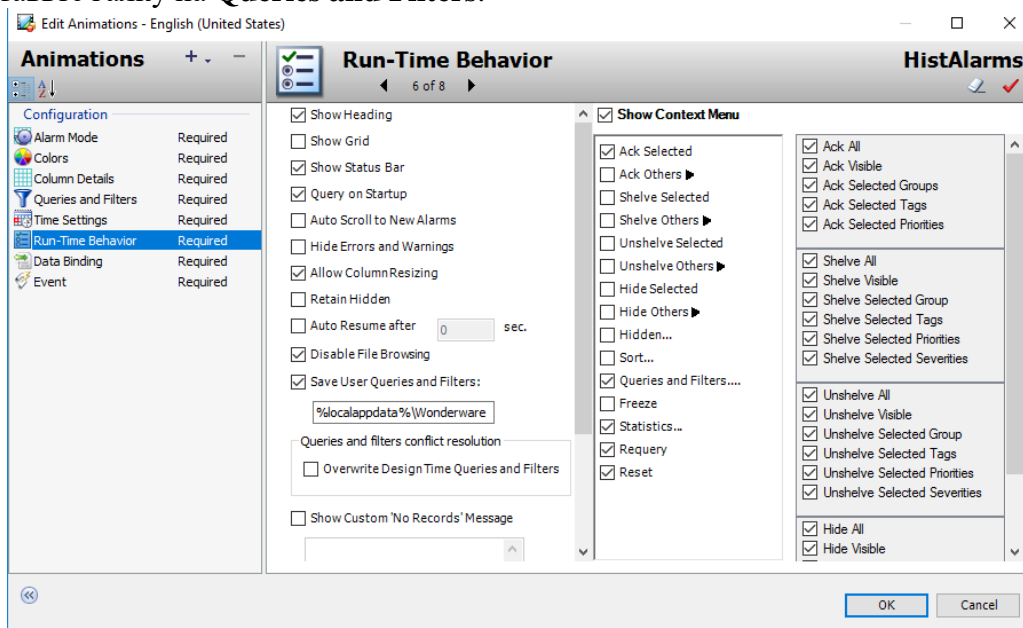 галку на Queries and Filters.
Edit Animations - English (United States)
Animations
Configuration
Alarm Mode Required
Colors Required
Column Details Required
Queries and Filters Required
Time Settings Required
Run-Time Behavior Required
Data Binding Required
Event Required
Run-Time Behavior
6 of 8
HistAlarms
Show Heading
Show Grid
Show Status Bar
Query on Startup
Auto Scroll to New Alarms
Hide Errors and Warnings
Allow Column Resizing
Retain Hidden
Auto Resume after 0 sec.
Disable File Browsing
Save User Queries and Filters:
%localappdata%\Wonderware
Queries and filters conflict resolution
Overwrite Design Time Queries and Filters
Show Custom 'No Records' Message
Show Context Menu
Ack Selected
Ack Others
Shelve Selected
Shelve Others
Unshelve Selected
Unshelve Others
Hide Selected
Hide Others
Hidden...
Sort...
Queries and Filters....
Freeze
Statistics...
Requery
Reset
Ack All
Ack Visible
Ack Selected Groups
Ack Selected Tags
Ack Selected Priorities
Shelve All
Shelve Visible
Shelve Selected Group
Shelve Selected Tags
Shelve Selected Priorities
Shelve Selected Severities
Unshelve All
Unshelve Visible
Unshelve Selected Group
Unshelve Selected Tags
Unshelve Selected Priorities
Unshelve Selected Severities
Hide All
Hide Visible
OK
Cancel